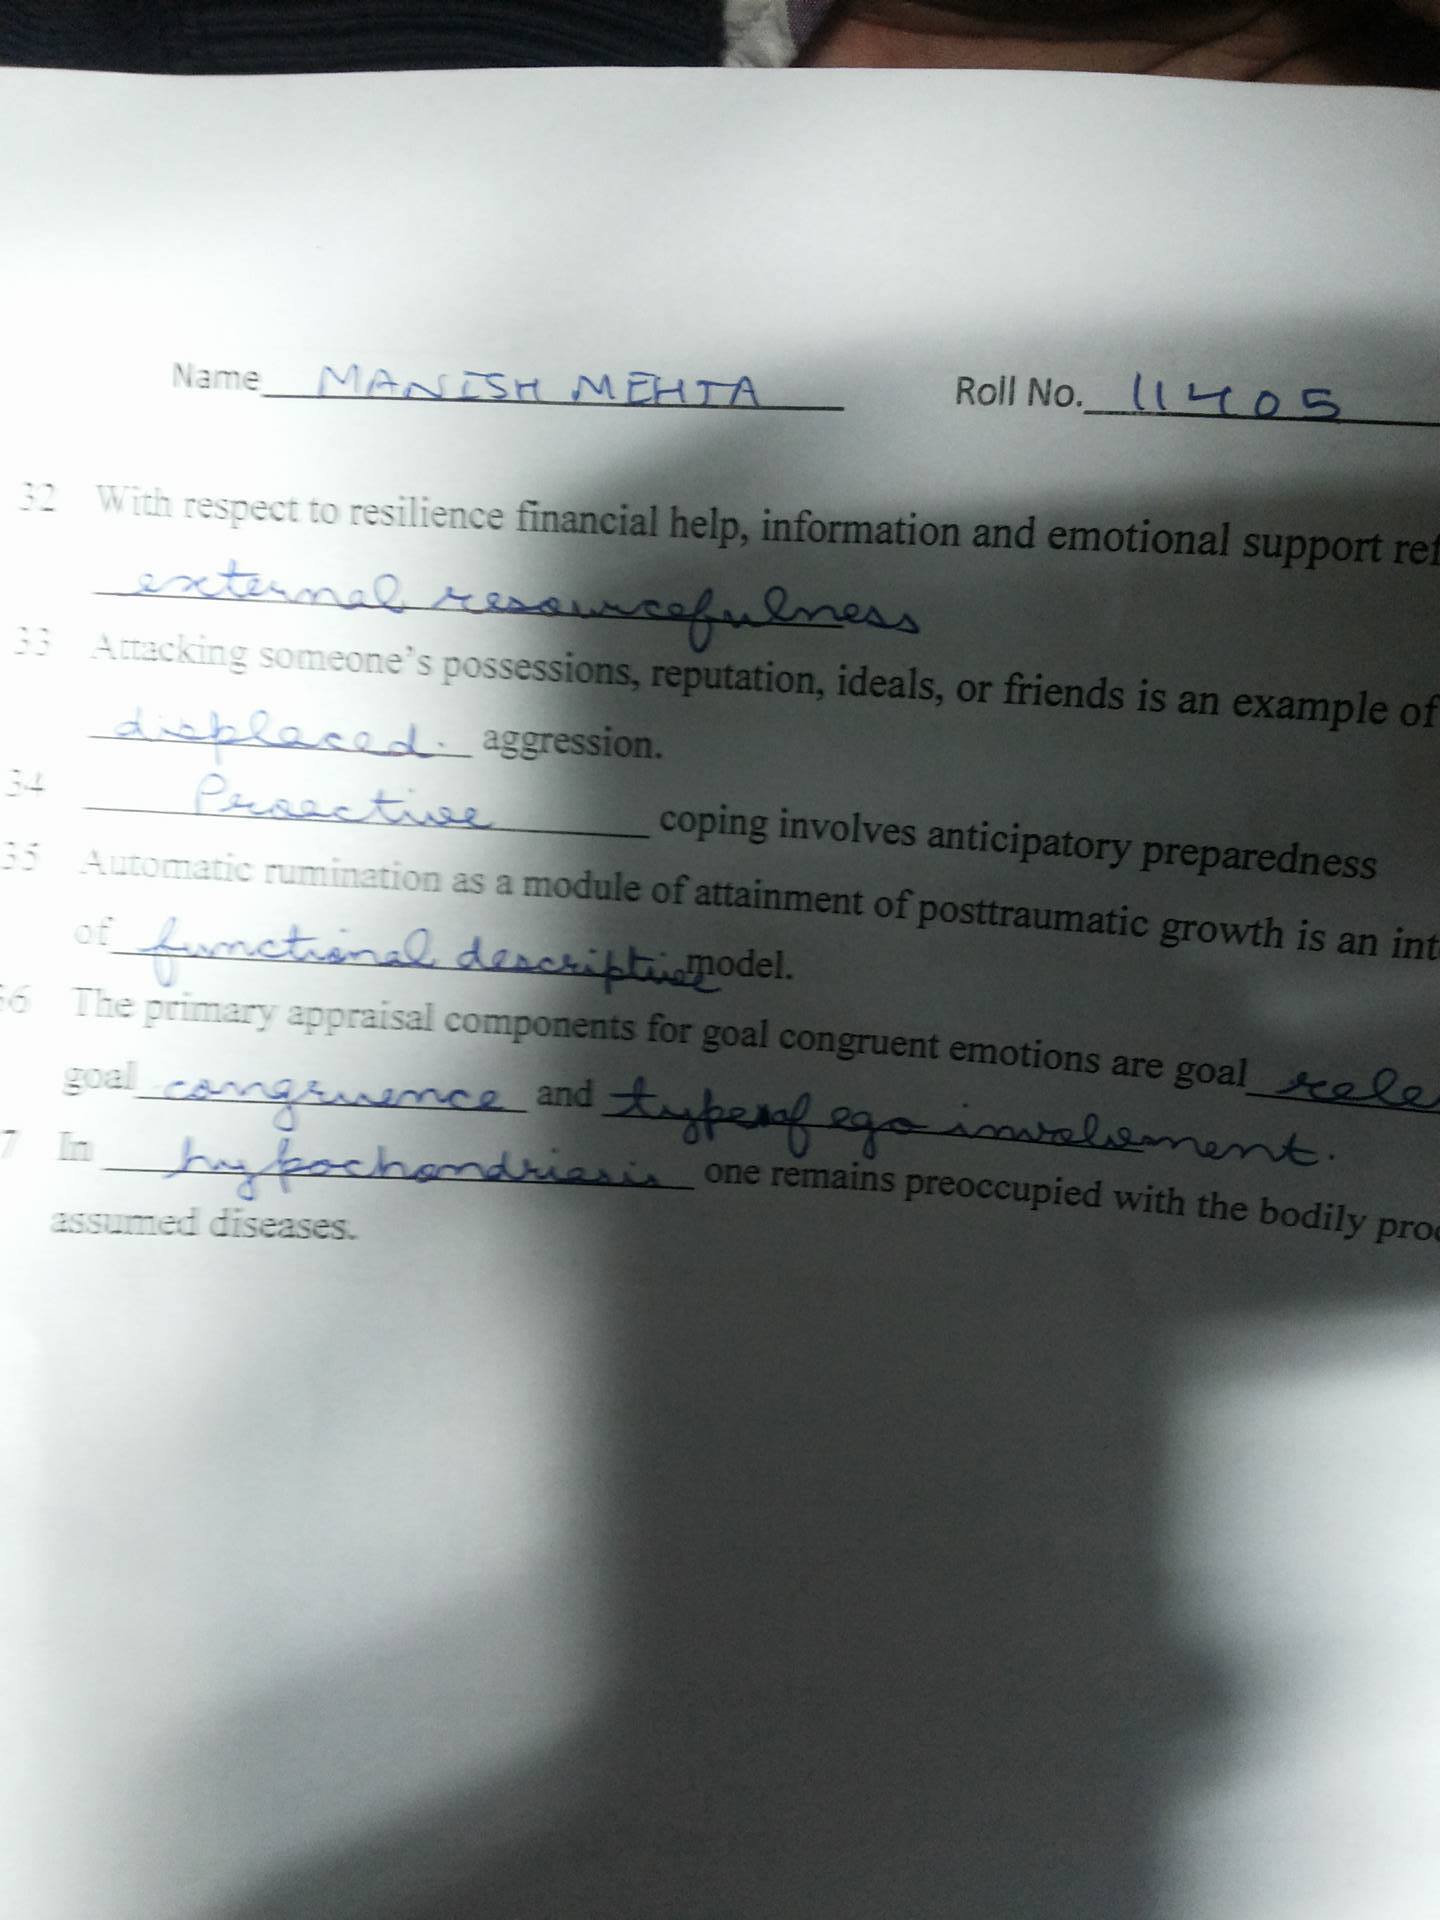 Name MANISH MEHTA Roll No. 11405
32 With respect to resilience financial help, information and emotional support ref
external resourcefulness
33 Attacking someone's possessions, reputation, ideals, or friends is an example of
displaced. aggression.
34 Proactive coping involves anticipatory preparedness
35 Automatic rumination as a module of attainment of posttraumatic growth is an int
of functional descriptive model.
36 The primary appraisal components for goal congruent emotions are goal rele
goal congruence and type of ego involvement.
7 In hypochondriasis one remains preoccupied with the bodily proc
assumed diseases.